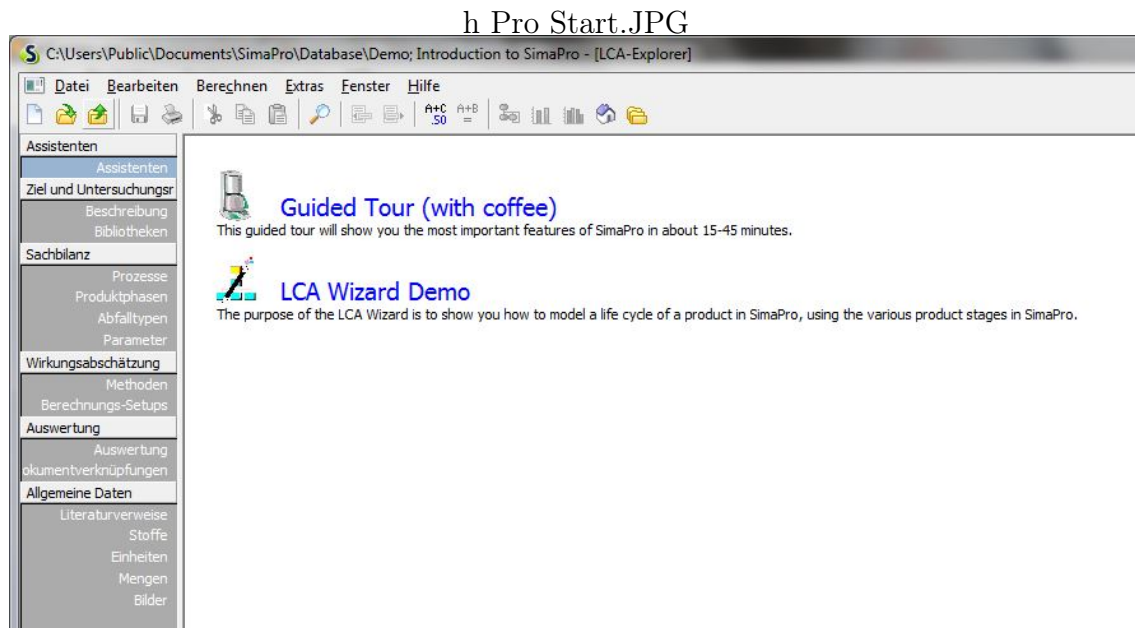 h Pro Start.JPG
C:\Users\Public\Documents\SimaPro\Database\Demo; Introduction to SimaPro - [LCA-Explorer]
Datei Bearbeiten Berechnen Extras Fenster Hilfe
A+C .50 A+B =
Assistenten
Assistenten
Ziel und Untersuchungsr
Beschreibung
Bibliotheken
Sachbilanz
Prozesse
Produktphasen
Abfalltypen
Parameter
Wirkungsabschätzung
Methoden
Berechnungs-Setups
Auswertung
Auswertung
okumentverknüpfungen
Allgemeine Daten
Literaturverweise
Stoffe
Einheiten
Mengen
Bilder
Guided Tour (with coffee)
This guided tour will show you the most important features of SimaPro in about 15-45 minutes.
LCA Wizard Demo
The purpose of the LCA Wizard is to show you how to model a life cycle of a product in SimaPro, using the various product stages in SimaPro.